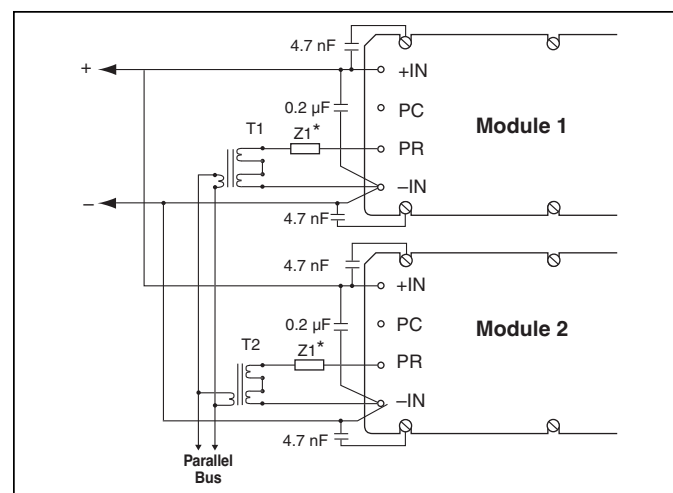 4.7 nF
+
+IN
0.2 µF
PC
Module 1
T1
Z1*
PR
–IN
–
4.7 nF
4.7 nF
+IN
0.2 µF
PC
Module 2
T2
Z1*
PR
–IN
4.7 nF
Parallel
Bus